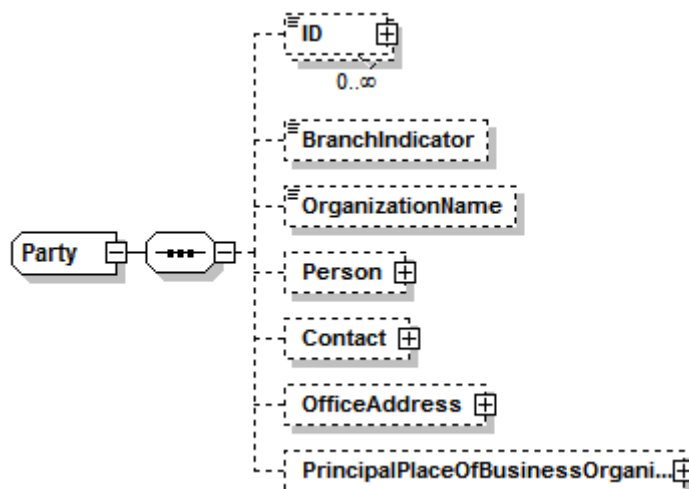 ID
0..∞
BranchIndicator
OrganizationName
Party
Person
Contact
OfficeAddress
PrincipalPlaceOfBusinessOrgani...